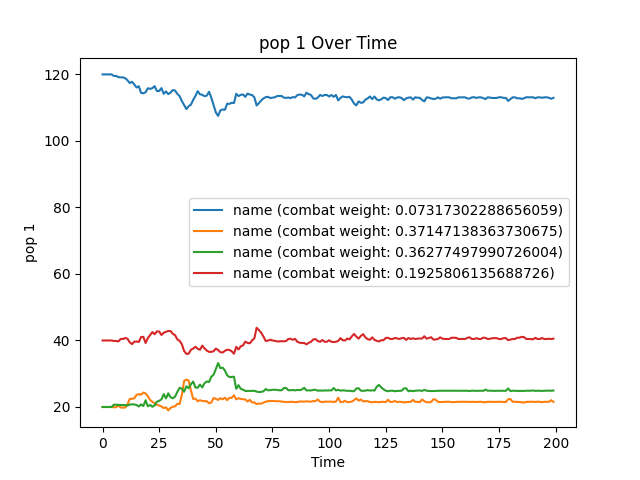 pop 1 Over Time
120
100
80
60
40
20
pop 1
name (combat weight: 0.07317302288656059)
name (combat weight: 0.37147138363730675)
name (combat weight: 0.36277497990726004)
name (combat weight: 0.1925806135688726)
0 25 50 75 100 125 150 175 200
Time